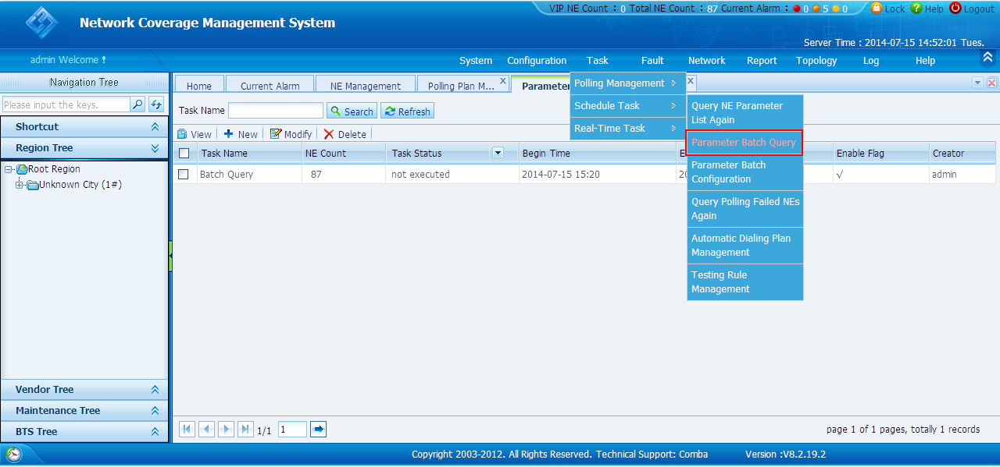 VIP NE Count : 0 Total NE Count : 87 Current Alarm : 0 5 0 Lock Help Logout
Network Coverage Management System
Server Time : 2014-07-15 14:52:01 Tues.
admin Welcome !
System Configuration Task Fault Network Report Topology Log Help
Navigation Tree
Home Current Alarm NE Management Polling Plan M... X Parameter X
Polling Management
Schedule Task
Real-Time Task
Query NE Parameter
List Again
Parameter Batch Query
Parameter Batch
Configuration
Query Polling Failed NEs
Again
Automatic Dialing Plan
Management
Testing Rule
Management
Please input the keys.
Shortcut
Region Tree
Root Region
Unknown City (1#)
Vendor Tree
Maintenance Tree
BTS Tree
Task Name Search Refresh
View New Modify Delete
Task Name NE Count Task Status Begin Time E Enable Flag Creator
Batch Query 87 not executed 2014-07-15 15:20 20 √ admin
1/1 1 page 1 of 1 pages, totally 1 records
Copyright 2003-2012. All Rights Reserved. Technical Support: Comba Version :V8.2.19.2